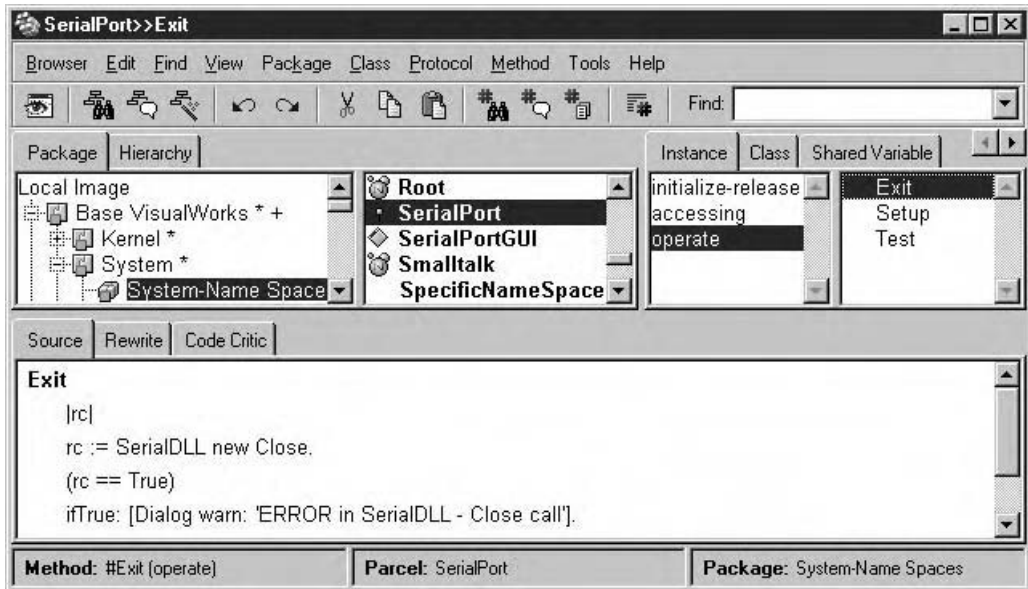 SerialPort>>Exit
Browser Edit Find View Package Class Protocol Method Tools Help
Find:
Package Hierarchy
Instance Class Shared Variable
Local Image
Base VisualWorks * +
Kernel *
System *
System-Name Space
Root
SerialPort
SerialPortGUI
Smalltalk
SpecificNameSpace
initialize-release
accessing
operate
Exit
Setup
Test
Source Rewrite Code Critic
Exit
|rc|
rc := SerialDLL new Close.
(rc == True)
ifTrue: [Dialog warn: 'ERROR in SerialDLL - Close call'].
Method: #Exit (operate)
Parcel: SerialPort
Package: System-Name Spaces